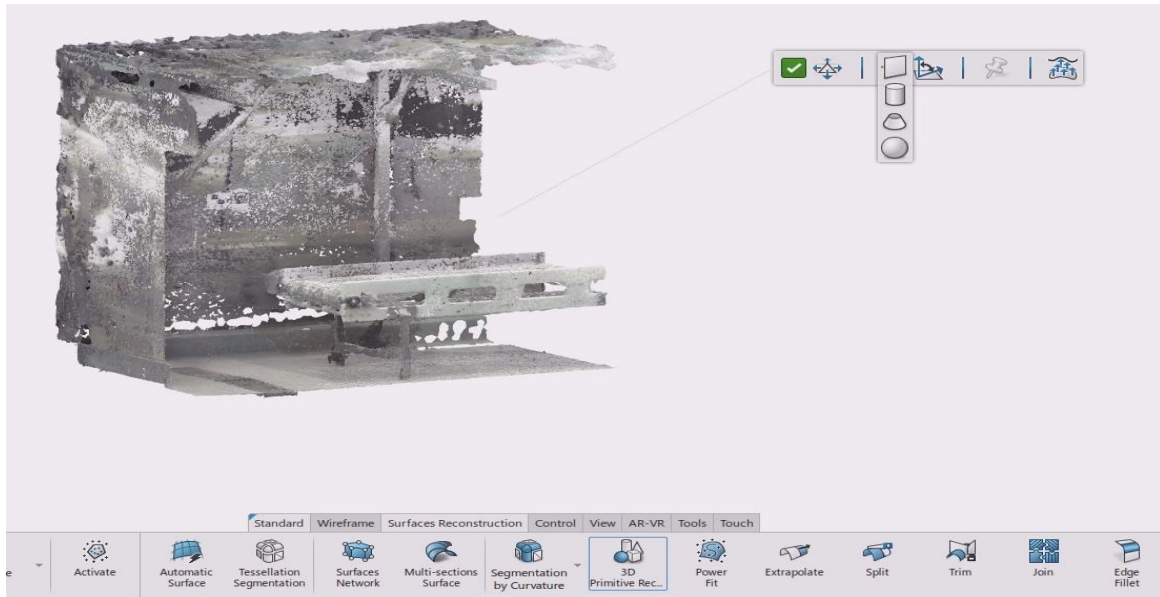 Standard Wireframe Surfaces Reconstruction Control View AR-VR Tools Touch
e Activate Automatic Surface Tessellation Segmentation Surfaces Network Multi-sections Surface Segmentation by Curvature 3D Primitive Rec... Power Fit Extrapolate Split Trim Join Edge Fillet